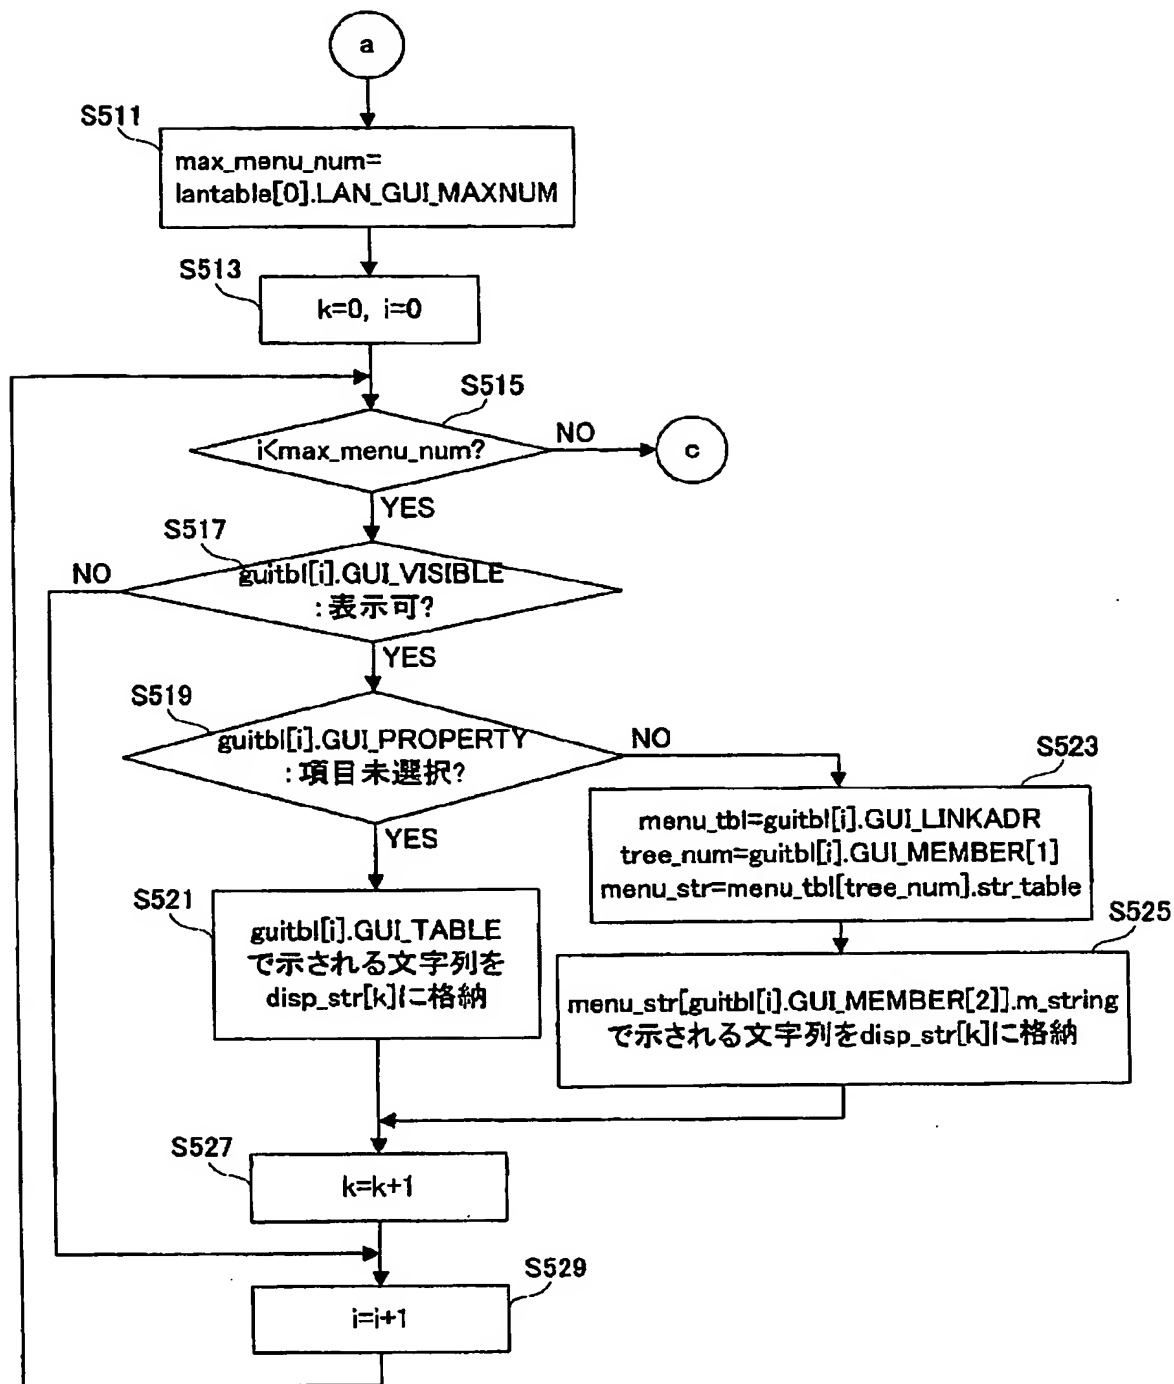 a
S511
max_menu_num=
lantable[0].LAN_GUI_MAXNUM
S513
k=0, i=0
S515
i<max_menu_num?
NO
c
YES
S517
NO
guitbl[i].GUI_VISIBLE
:表示可?
YES
S519
guitbl[i].GUI_PROPERTY
:項目未選択?
NO
YES
S523
menu_tbl=guitbl[i].GUI_LINKADR
tree_num=guitbl[i].GUI_MEMBER[1]
menu_str=menu_tbl[tree_num].str_table
S521
guitbl[i].GUI_TABLE
で示される文字列を
disp_str[k]に格納
S525
menu_str[guitbl[i].GUI_MEMBER[2]].m_string
で示される文字列をdisp_str[k]に格納
S527
k=k+1
S529
i=i+1